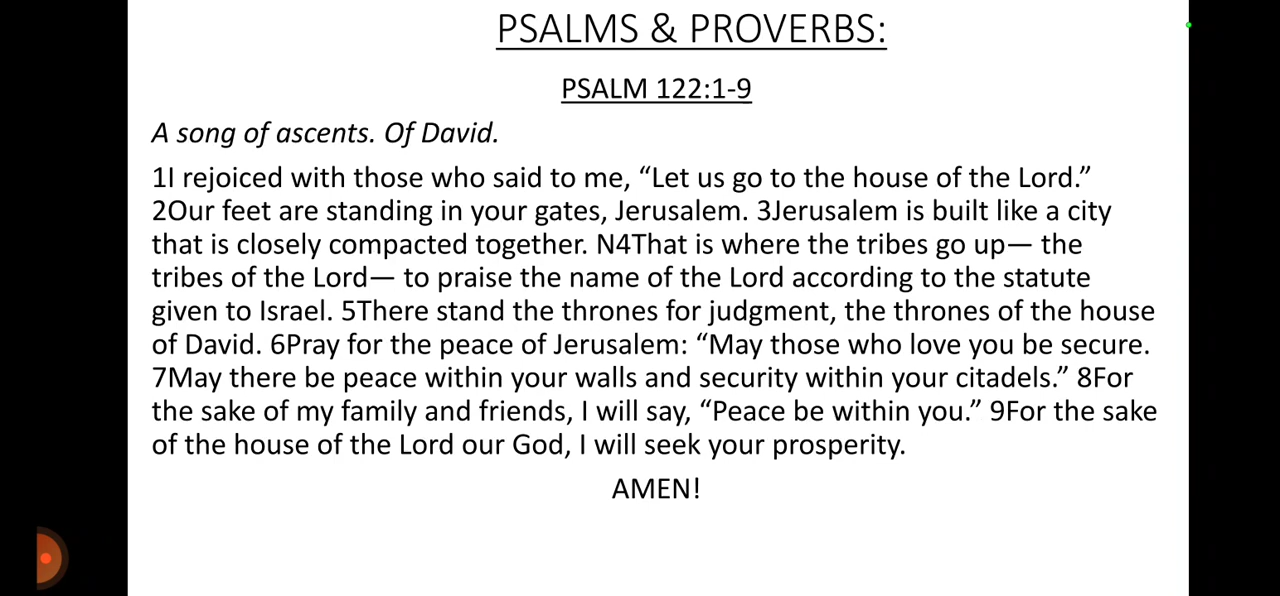 PSALMS & PROVERBS:
PSALM 122:1-9
A song of ascents. Of David.
1I rejoiced with those who said to me, “Let us go to the house of the Lord.”
2Our feet are standing in your gates, Jerusalem. 3Jerusalem is built like a city
that is closely compacted together. N4That is where the tribes go up— the
tribes of the Lord— to praise the name of the Lord according to the statute
given to Israel. 5There stand the thrones for judgment, the thrones of the house
of David. 6Pray for the peace of Jerusalem: “May those who love you be secure.
7May there be peace within your walls and security within your citadels.” 8For
the sake of my family and friends, I will say, “Peace be within you.” 9For the sake
of the house of the Lord our God, I will seek your prosperity.
AMEN!